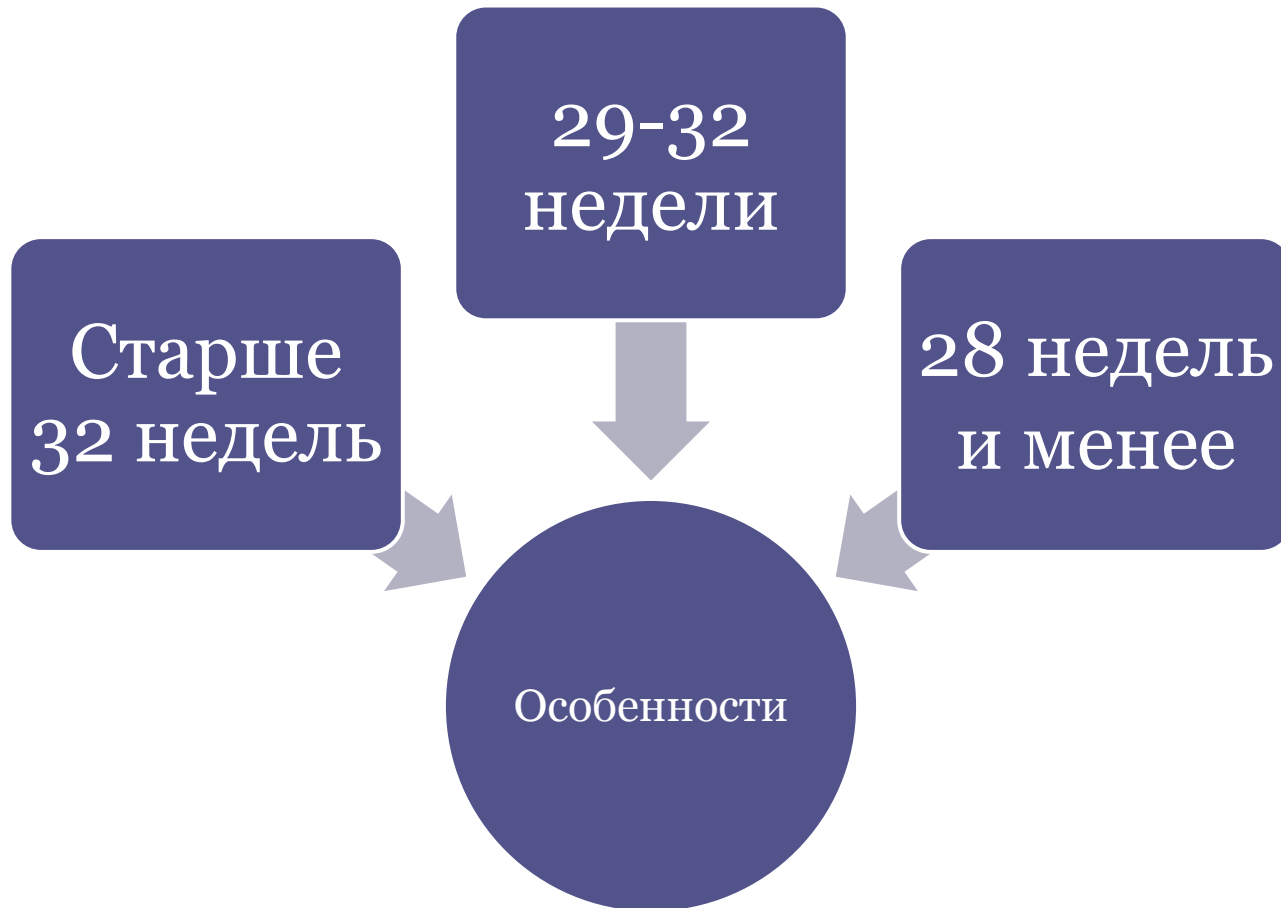 29-32
недели
Старше
32 недель
28 недель
и менее
Особенности